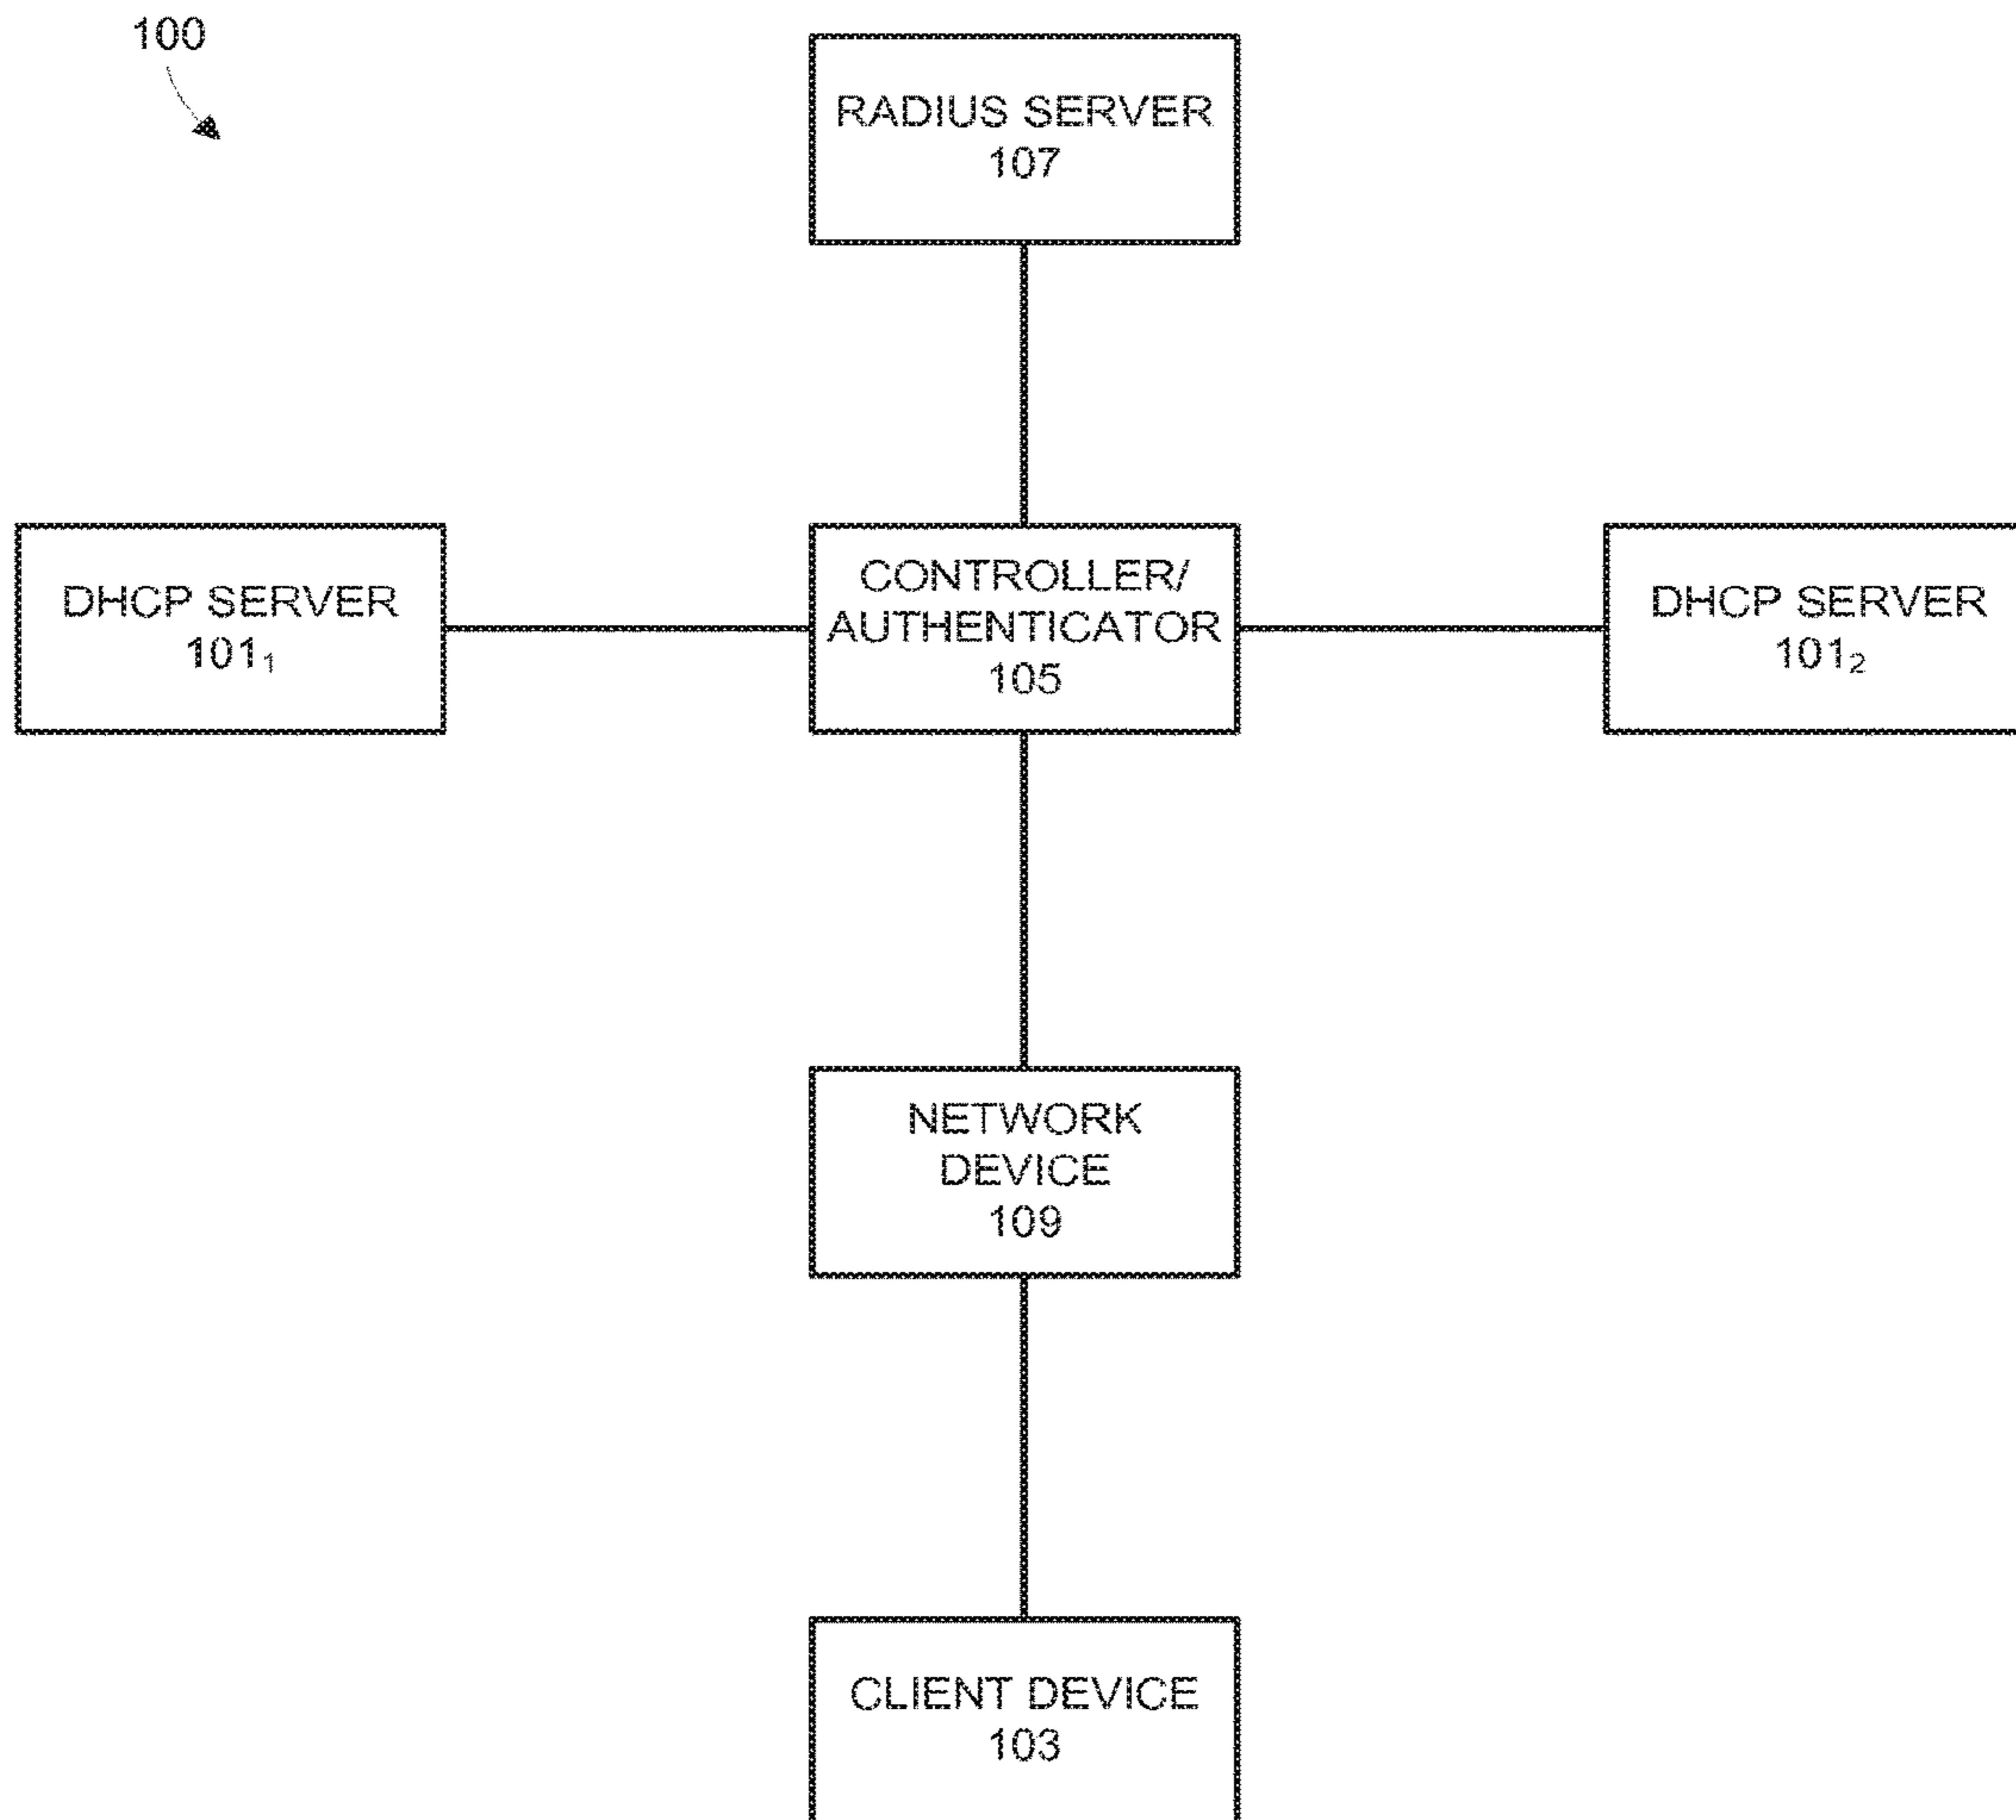 100
RADIUS SERVER
107
DHCP SERVER
101₁
CONTROLLER/
AUTHENTICATOR
105
DHCP SERVER
101₂
NETWORK
DEVICE
109
CLIENT DEVICE
103